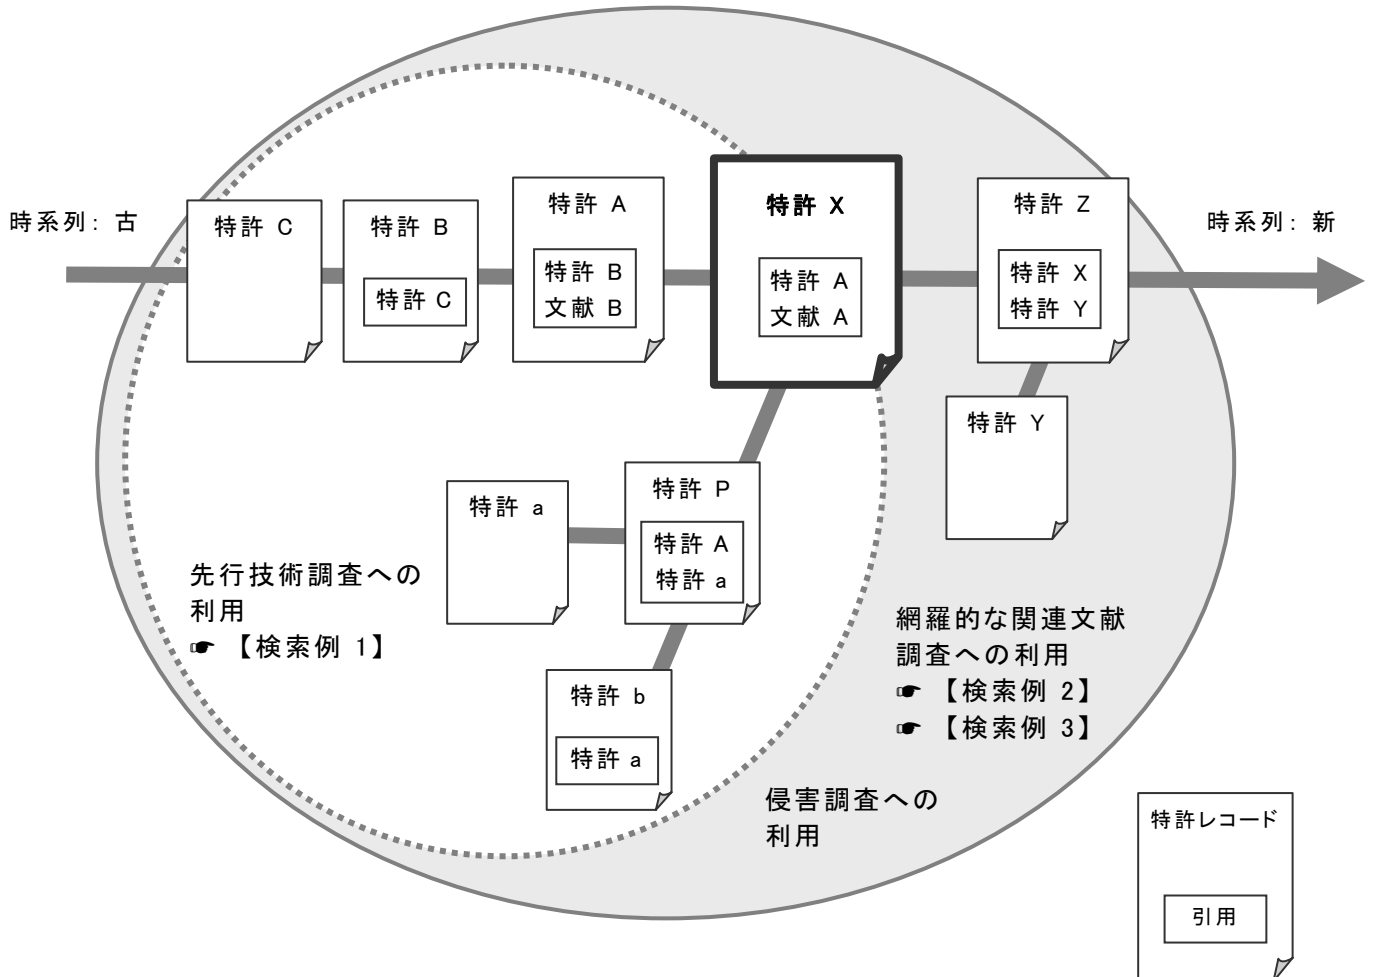 時系列: 古
特許 C
特許 B
特許 C
特許 A
特許 B
文献 B
特許 X
特許 A
文献 A
特許 Z
特許 X
特許 Y
時系列: 新
特許 Y
特許 a
特許 P
特許 A
特許 a
先行技術調査への
利用
☛ 【検索例 1】
特許 b
特許 a
網羅的な関連文献
調査への利用
☛ 【検索例 2】
☛ 【検索例 3】
侵害調査への
利用
特許レコード
引用